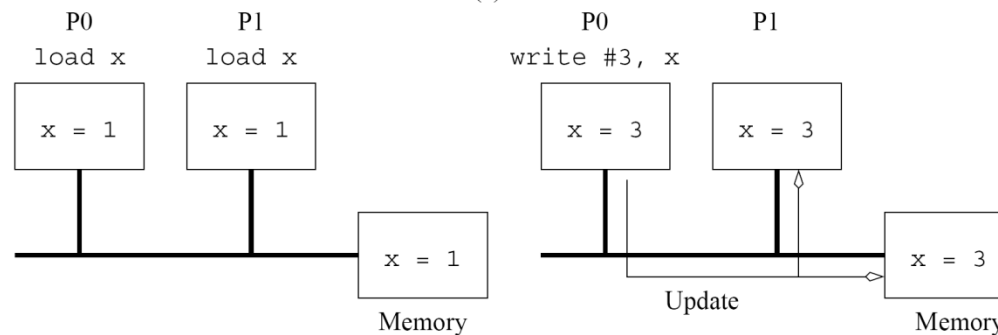 P0 P1 P0 P1
load x load x write #3, x
x = 1 x = 1 x = 3 x = 3
x = 1 x = 3
Update
Memory Memory